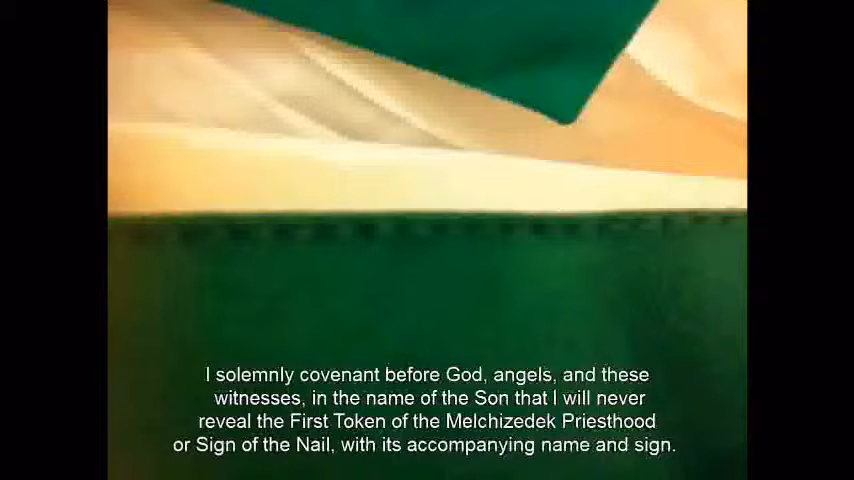 I solemnly covenant before God, angels, and these
witnesses, in the name of the Son that I will never
reveal the First Token of the Melchizedek Priesthood
or Sign of the Nail, with its accompanying name and sign.